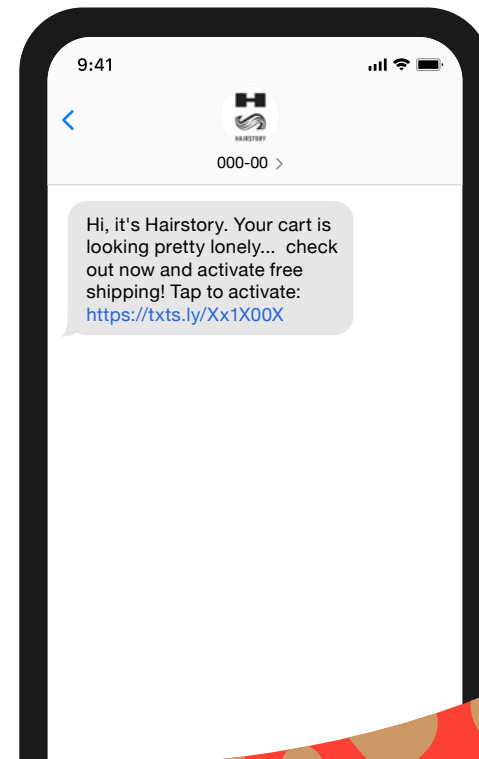 9:41
HAIRSTORY
000-00
Hi, it's Hairstory. Your cart is
looking pretty lonely...  check
out now and activate free
shipping! Tap to activate:
https://txts.ly/Xx1X00X